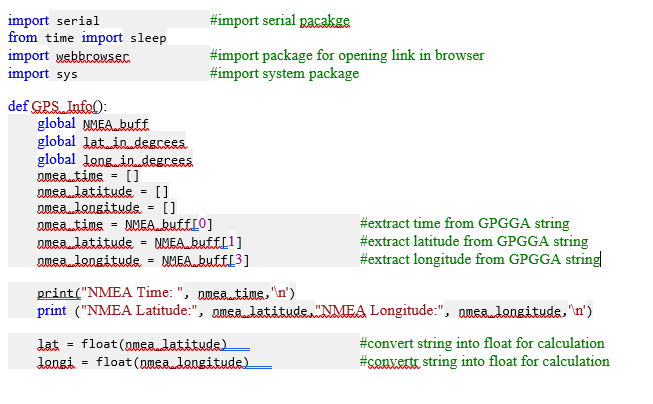 import serial #import serial pacakge
from time import sleep
import webbrowser #import package for opening link in browser
import sys #import system package
def GPS_Info():
global NMEA_buff
global lat_in_degrees
global long_in_degrees
nmea_time = []
nmea_latitude = []
nmea_longitude = []
nmea_time = NMEA_buff[0] #extract time from GPGGA string
nmea_latitude = NMEA_buff[1] #extract latitude from GPGGA string
nmea_longitude = NMEA_buff[3] #extract longitude from GPGGA string
print("NMEA Time: ", nmea_time,'\n')
print ("NMEA Latitude:", nmea_latitude,"NMEA Longitude:", nmea_longitude,'\n')
lat = float(nmea_latitude) #convert string into float for calculation
longi = float(nmea_longitude) #convertr string into float for calculation